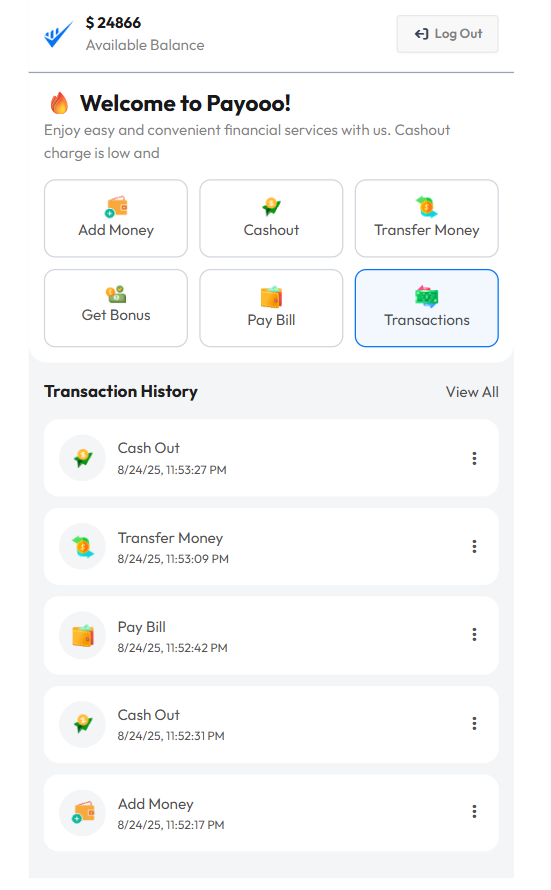 $ 24866
Available Balance
Log Out
Welcome to Payooo!
Enjoy easy and convenient financial services with us. Cashout
charge is low and
Add Money
Cashout
Transfer Money
Get Bonus
Pay Bill
Transactions
Transaction History
View All
Cash Out
8/24/25, 11:53:27 PM
Transfer Money
8/24/25, 11:53:09 PM
Pay Bill
8/24/25, 11:52:42 PM
Cash Out
8/24/25, 11:52:31 PM
Add Money
8/24/25, 11:52:17 PM